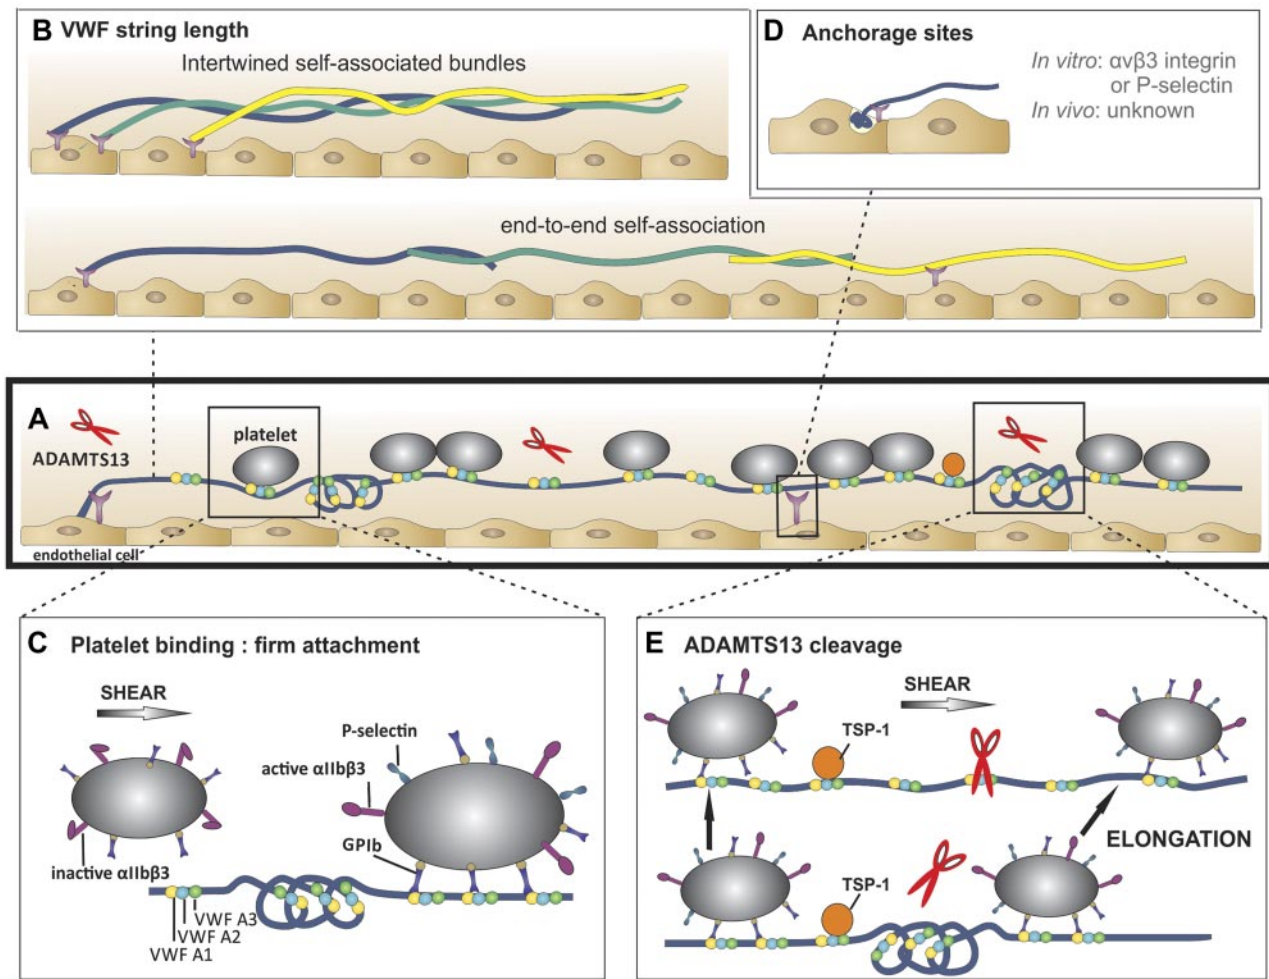 B VWF string length
Intertwined self-associated bundles
end-to-end self-association
D Anchorage sites
In vitro: αvβ3 integrin
or P-selectin
In vivo: unknown
A
ADAMTS13
platelet
endothelial cell
C Platelet binding : firm attachment
SHEAR
P-selectin
active αIIbβ3
GPIb
inactive αIIbβ3
VWF A3
VWF A2
VWF A1
E ADAMTS13 cleavage
SHEAR
TSP-1
ELONGATION
TSP-1